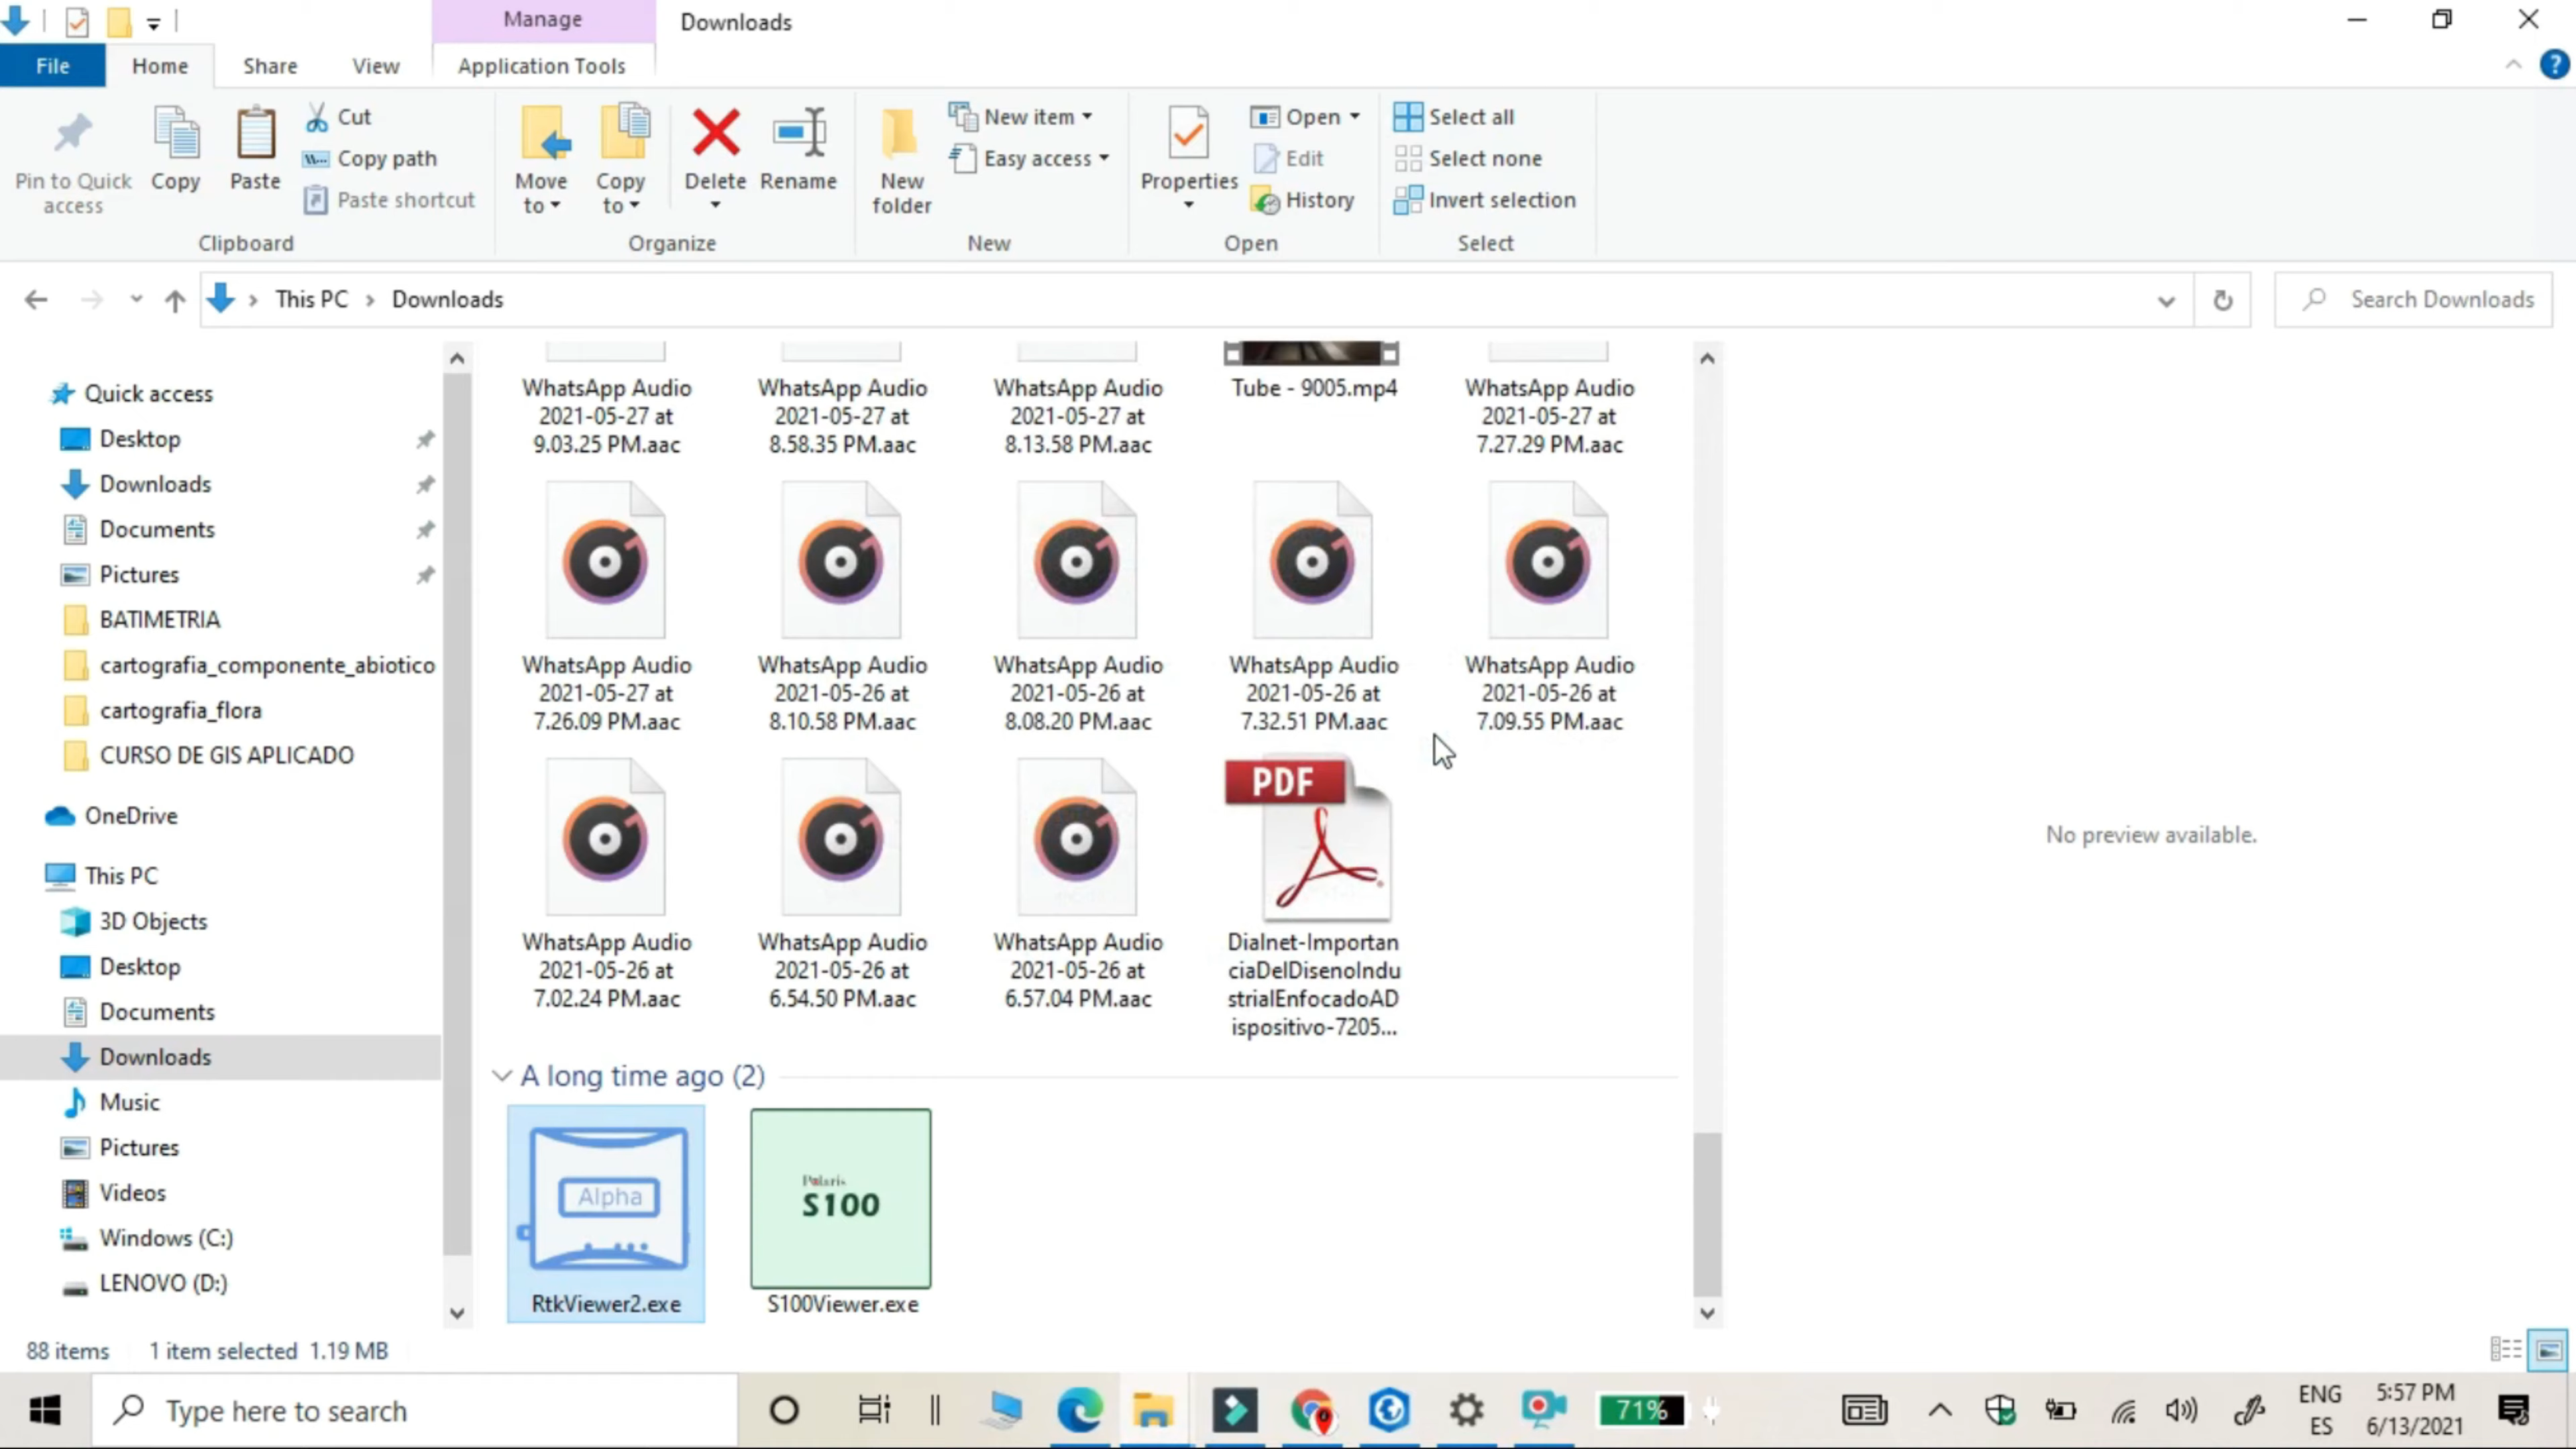 Manage
Downloads
File
Home
Share
View
Application Tools
Pin to Quick
access
Copy
Paste
Cut
Copy path
Paste shortcut
Clipboard
Move
to
Copy
to
Delete
Rename
Organize
New
folder
New item
Easy access
New
Properties
Open
Edit
History
Open
Select all
Select none
Invert selection
Select
This PC
Downloads
Search Downloads
Quick access
Desktop
Downloads
Documents
Pictures
BATIMETRIA
cartografia_componente_abiotico
cartografia_flora
CURSO DE GIS APLICADO
OneDrive
This PC
3D Objects
Desktop
Documents
Downloads
Music
Pictures
Videos
Windows (C:)
LENOVO (D:)
WhatsApp Audio
2021-05-27 at
9.03.25 PM.aac
WhatsApp Audio
2021-05-27 at
8.58.35 PM.aac
WhatsApp Audio
2021-05-27 at
8.13.58 PM.aac
Tube - 9005.mp4
WhatsApp Audio
2021-05-27 at
7.27.29 PM.aac
WhatsApp Audio
2021-05-27 at
7.26.09 PM.aac
WhatsApp Audio
2021-05-26 at
8.10.58 PM.aac
WhatsApp Audio
2021-05-26 at
8.08.20 PM.aac
WhatsApp Audio
2021-05-26 at
7.32.51 PM.aac
WhatsApp Audio
2021-05-26 at
7.09.55 PM.aac
WhatsApp Audio
2021-05-26 at
7.02.24 PM.aac
WhatsApp Audio
2021-05-26 at
6.54.50 PM.aac
WhatsApp Audio
2021-05-26 at
6.57.04 PM.aac
PDF
Dialnet-Importan
ciaDelDisenoIndu
strialEnfocadoAD
ispositivo-7205...
A long time ago (2)
Alpha
RtkViewer2.exe
Polaris
S100
S100Viewer.exe
No preview available.
88 items
1 item selected 1.19 MB
Type here to search
71%
ENG
ES
5:57 PM
6/13/2021